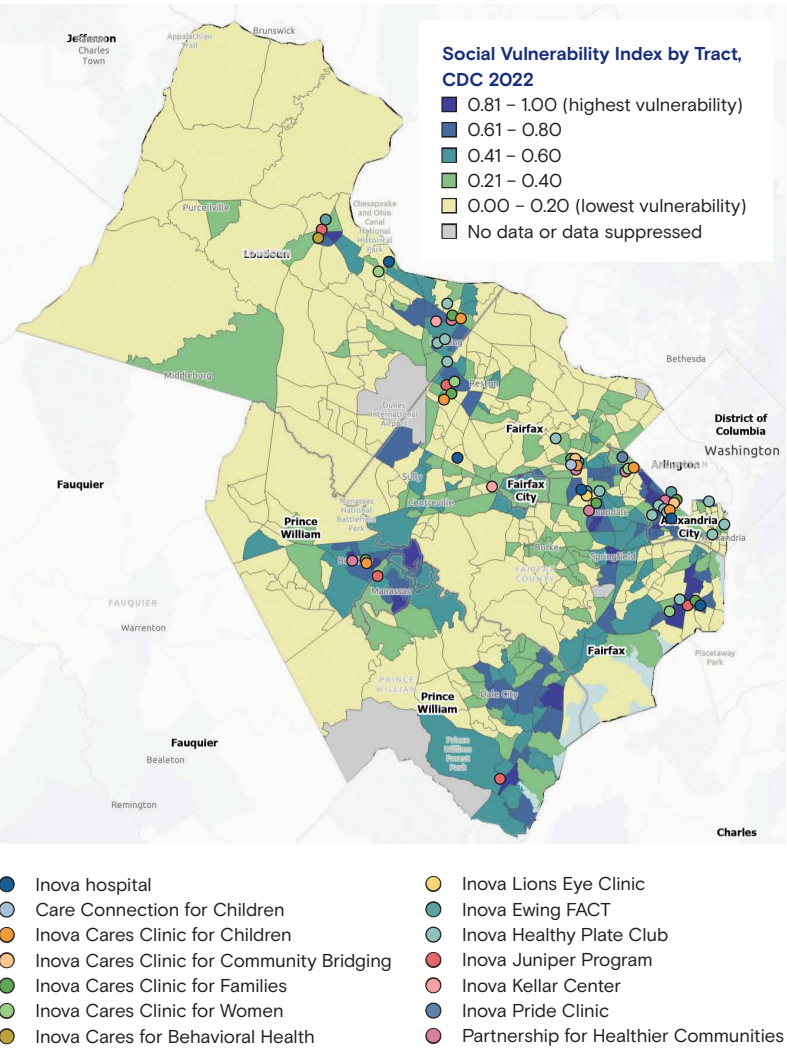 Brunswick
Appalachian
Trail
Jefferson
Charles
Town
Social Vulnerability Index by Tract,
CDC 2022
0.81 – 1.00 (highest vulnerability)
0.61 – 0.80
0.41 – 0.60
0.21 – 0.40
0.00 – 0.20 (lowest vulnerability)
No data or data suppressed
Purcellville
Chesapeake
and Ohio
Canal
National
Historical
Park
Loudoun
Middleburg
Reston
Dulles
International
Airport
Bethesda
District of
Columbia
Washington
Fairfax
Fauquier
Sully
Centreville
Fairfax
City
Manassas
National
Battlefield
Park
Prince
William
Alexandria
City
Burke
Springfield
FAIRFAX
COUNTY
Manassas
FAUQUIER
Warrenton
Fairfax
Piscataway
Park
PRINCE
WILLIAM
Prince
William
Dale City
Prince
William
Forest
Park
Fauquier
Bealeton
Remington
Charles
Inova hospital
Care Connection for Children
Inova Cares Clinic for Children
Inova Cares Clinic for Community Bridging
Inova Cares Clinic for Families
Inova Cares Clinic for Women
Inova Cares for Behavioral Health
Inova Lions Eye Clinic
Inova Ewing FACT
Inova Healthy Plate Club
Inova Juniper Program
Inova Kellar Center
Inova Pride Clinic
Partnership for Healthier Communities